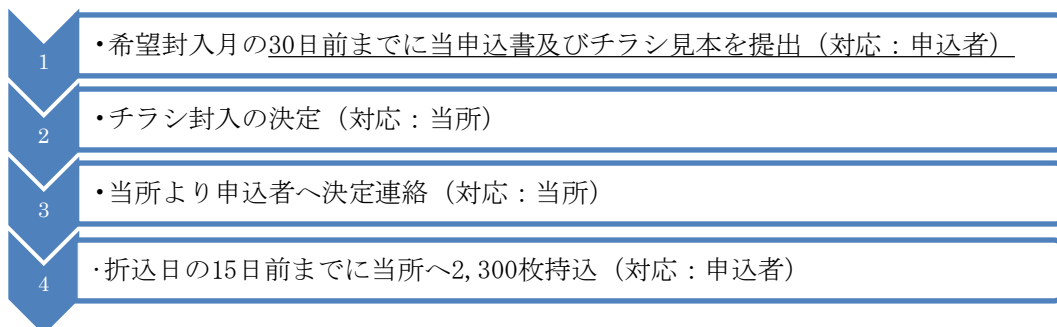 1
・希望封入月の30日前までに当申込書及びチラシ見本を提出（対応：申込者）
2
・チラシ封入の決定（対応：当所）
3
・当所より申込者へ決定連絡（対応：当所）
4
・折込日の15日前までに当所へ2,300枚持込（対応：申込者）